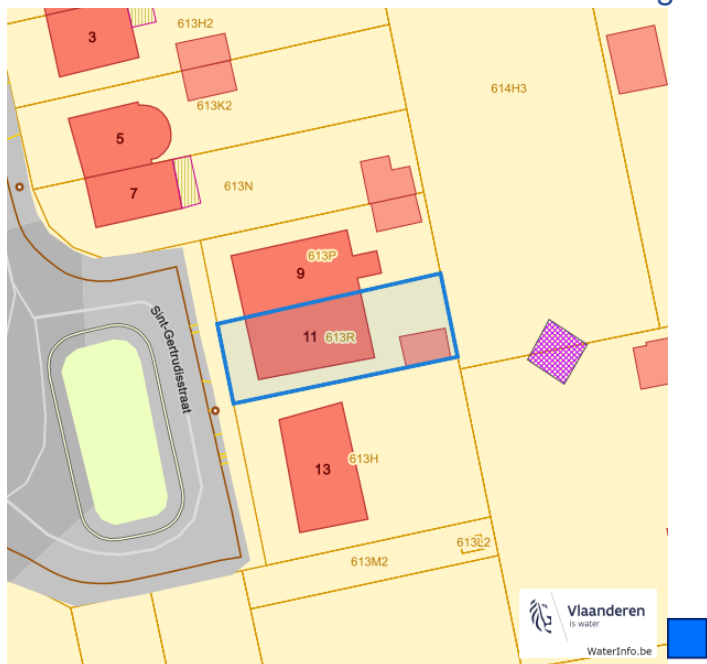 613H2
3
614H3
613K2
5
7
613N
613P
9
Sint-Gertrudisstraat
11
613R
13
613H
613L2
613M2
Vlaanderen
is water
WaterInfo.be